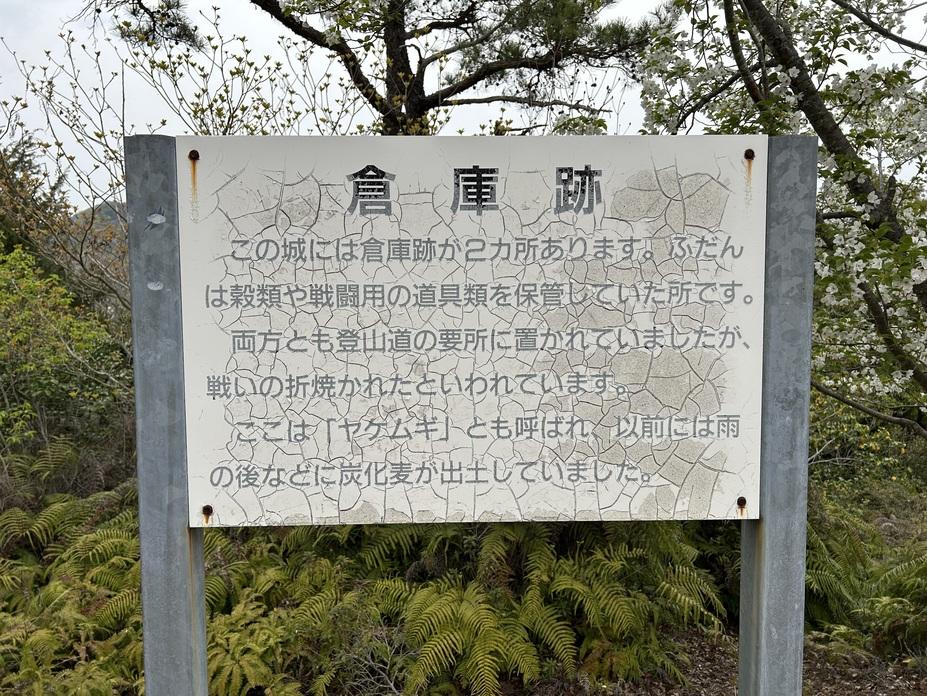 倉庫跡
この城には倉庫跡が2カ所あります。ふだん
は穀類や戦闘用の道具類を保管していた所です。
両方とも登山道の要所に置かれていましたが、
戦いの折焼かれたといわれています。
ここは「ヤケムギ」とも呼ばれ、以前には雨
の後などに炭化麦が出土していました。